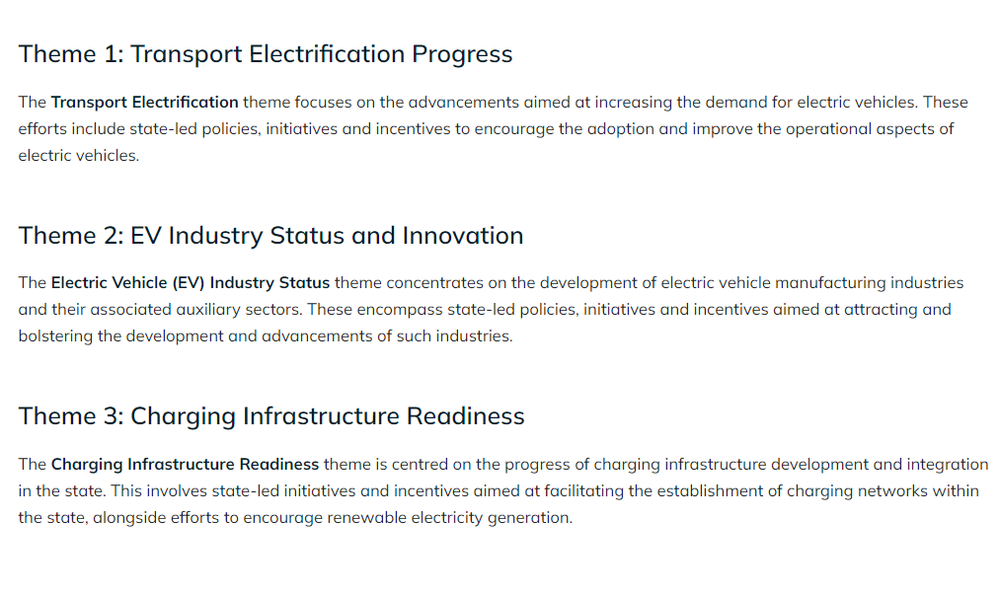 Theme 1: Transport Electrification Progress
The Transport Electrification theme focuses on the advancements aimed at increasing the demand for electric vehicles. These
efforts include state-led policies, initiatives and incentives to encourage the adoption and improve the operational aspects of
electric vehicles.
Theme 2: EV Industry Status and Innovation
The Electric Vehicle (EV) Industry Status theme concentrates on the development of electric vehicle manufacturing industries
and their associated auxiliary sectors. These encompass state-led policies, initiatives and incentives aimed at attracting and
bolstering the development and advancements of such industries.
Theme 3: Charging Infrastructure Readiness
The Charging Infrastructure Readiness theme is centred on the progress of charging infrastructure development and integration
in the state. This involves state-led initiatives and incentives aimed at facilitating the establishment of charging networks within
the state, alongside efforts to encourage renewable electricity generation.